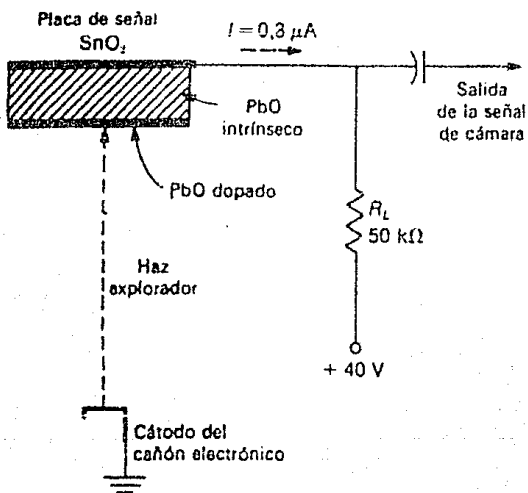 Placa de señal
SnO₂
I = 0,3 µA
PbO
intrínseco
Salida
de la señal
de cámara
PbO dopado
R_L
50 kΩ
Haz
explorador
+ 40 V
Cátodo del
cañón electrónico